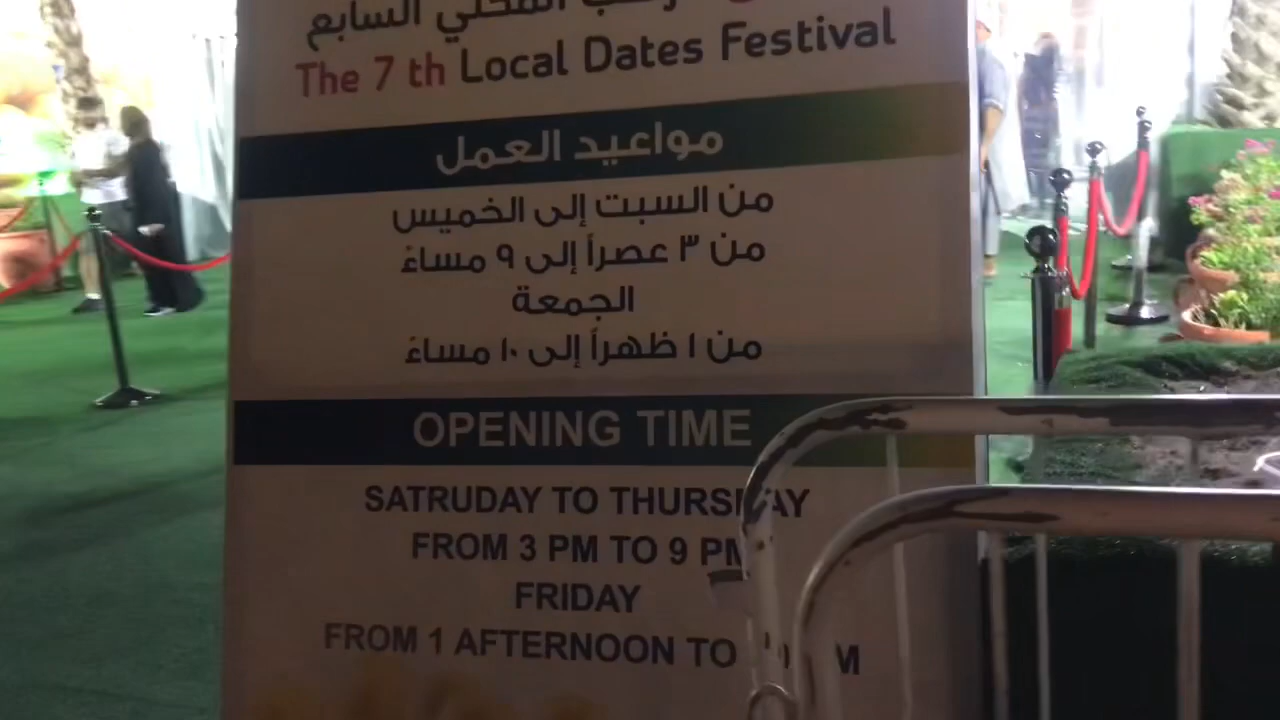 المحلي السابع
The 7 th Local Dates Festival
مواعيد العمل
من السبت إلى الخميس
من ٣ عصراً إلى ٩ مساءً
الجمعة
من ١ ظهراً إلى ١٠ مساءً
OPENING TIME
SATRUDAY TO THURSDAY
FROM 3 PM TO 9 PM
FRIDAY
FROM 1 AFTERNOON TO